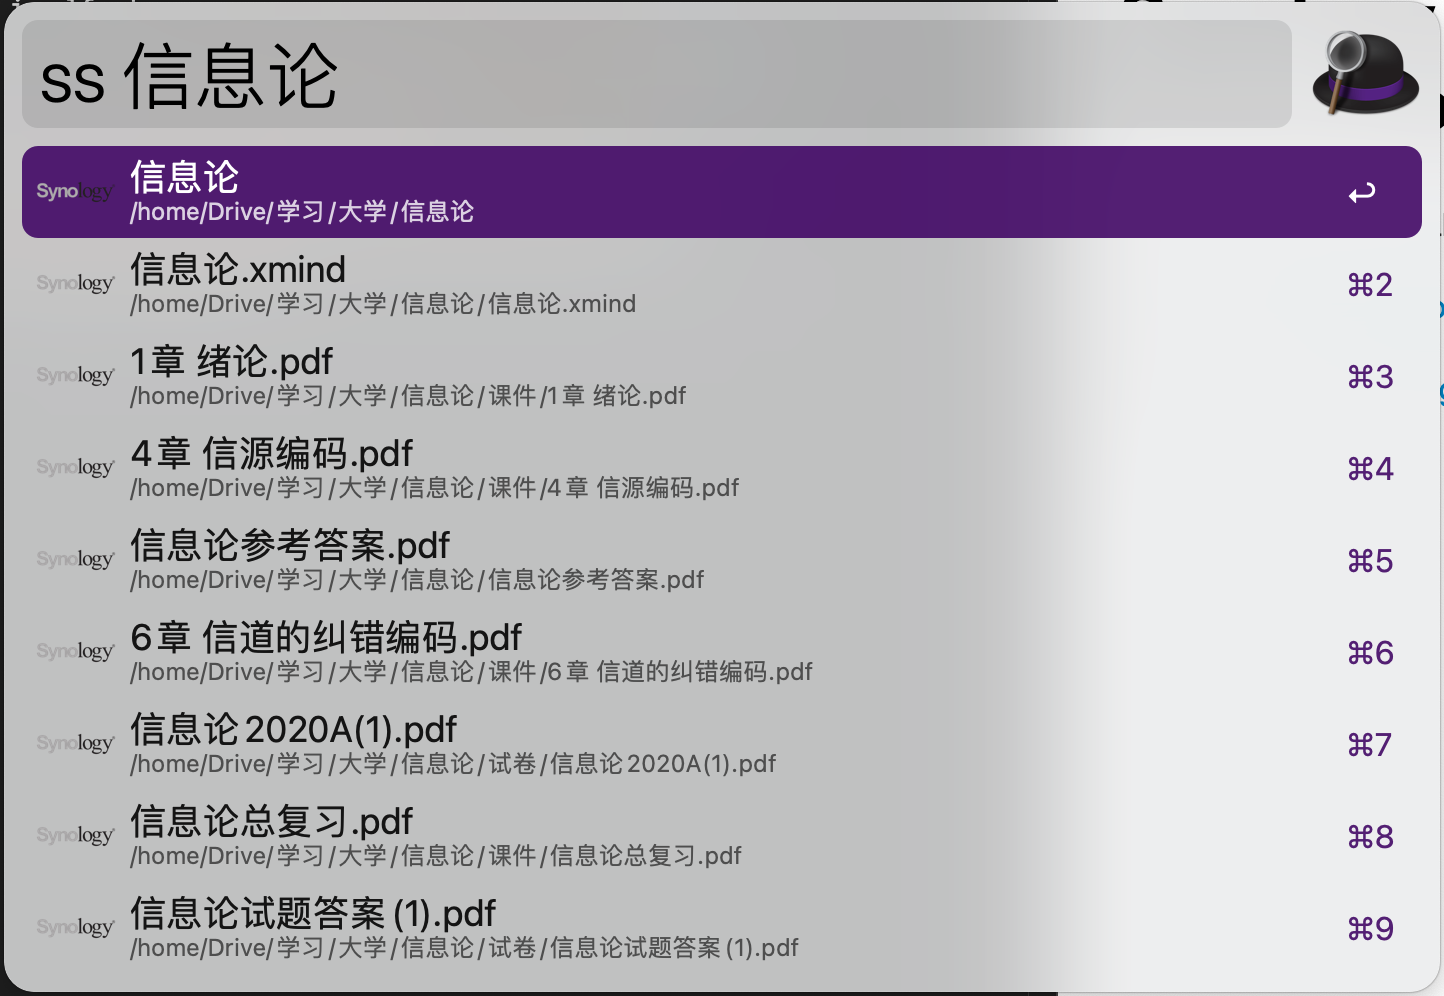 ss 信息论
Synology
信息论
/home/Drive/学习/大学/信息论
Synology
信息论.xmind
/home/Drive/学习/大学/信息论/信息论.xmind
⌘2
Synology
1章 绪论.pdf
/home/Drive/学习/大学/信息论/课件/1章 绪论.pdf
⌘3
Synology
4章 信源编码.pdf
/home/Drive/学习/大学/信息论/课件/4章 信源编码.pdf
⌘4
Synology
信息论参考答案.pdf
/home/Drive/学习/大学/信息论/信息论参考答案.pdf
⌘5
Synology
6章 信道的纠错编码.pdf
/home/Drive/学习/大学/信息论/课件/6章 信道的纠错编码.pdf
⌘6
Synology
信息论2020A(1).pdf
/home/Drive/学习/大学/信息论/试卷/信息论2020A(1).pdf
⌘7
Synology
信息论总复习.pdf
/home/Drive/学习/大学/信息论/课件/信息论总复习.pdf
⌘8
Synology
信息论试题答案(1).pdf
/home/Drive/学习/大学/信息论/试卷/信息论试题答案(1).pdf
⌘9